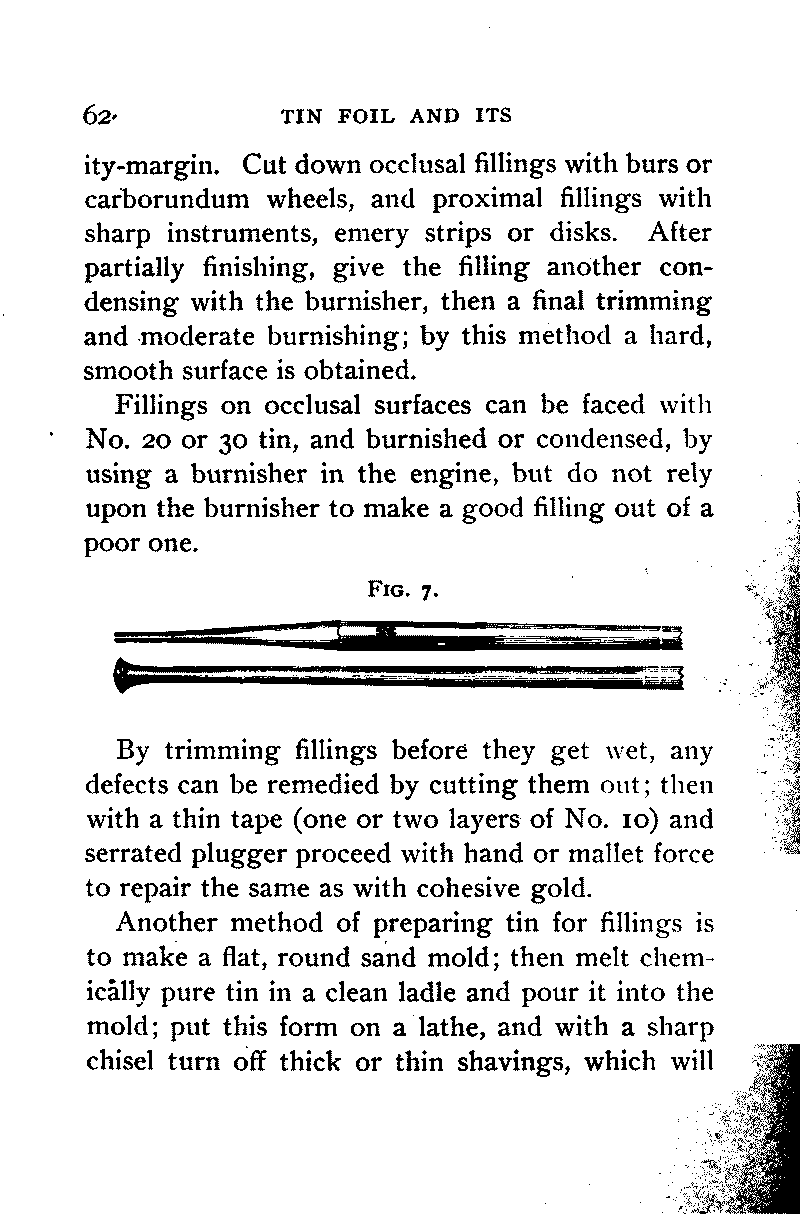 62
TIN FOIL AND ITS
ity-margin. Cut down occlusal fillings with burs or
carborundum wheels, and proximal fillings with
sharp instruments, emery strips or disks. After
partially finishing, give the filling another con-
densing with the burnisher, then a final trimming
and moderate burnishing; by this method a hard,
smooth surface is obtained.
Fillings on occlusal surfaces can be faced with
No. 20 or 30 tin, and burnished or condensed, by
using a burnisher in the engine, but do not rely
upon the burnisher to make a good filling out of a
poor one.
FIG. 7.
By trimming fillings before they get wet, any
defects can be remedied by cutting them out; then
with a thin tape (one or two layers of No. 10) and
serrated plugger proceed with hand or mallet force
to repair the same as with cohesive gold.
Another method of preparing tin for fillings is
to make a flat, round sand mold; then melt chem-
ically pure tin in a clean ladle and pour it into the
mold; put this form on a lathe, and with a sharp
chisel turn off thick or thin shavings, which will